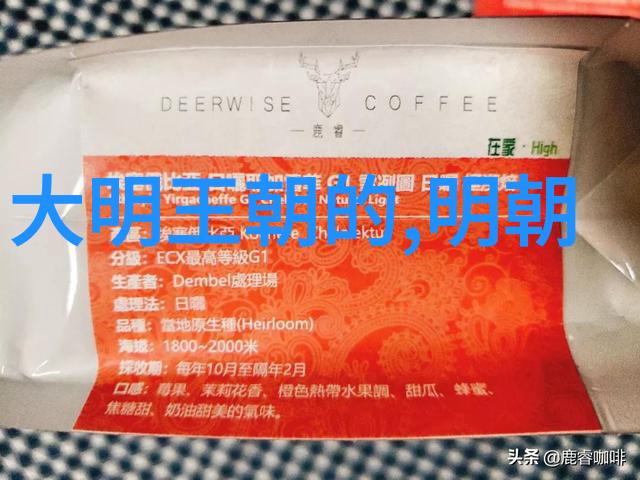 DEERWISE COFFEE
鹿睿
在蒙·High
大明王朝的,明朝
分級：ECX最高等級G1
生產者：Dembel處理場
處理法：日曬
品種：當地原生種(Heirloom)
海拔：1800~2000米
採收期：每年10月至隔年2月
口感：莓果、茉莉花香、橙色熱帶水果調、甜瓜、蜂蜜、
焦糖甜、奶油甜美的氣味。
头条 @鹿睿咖啡